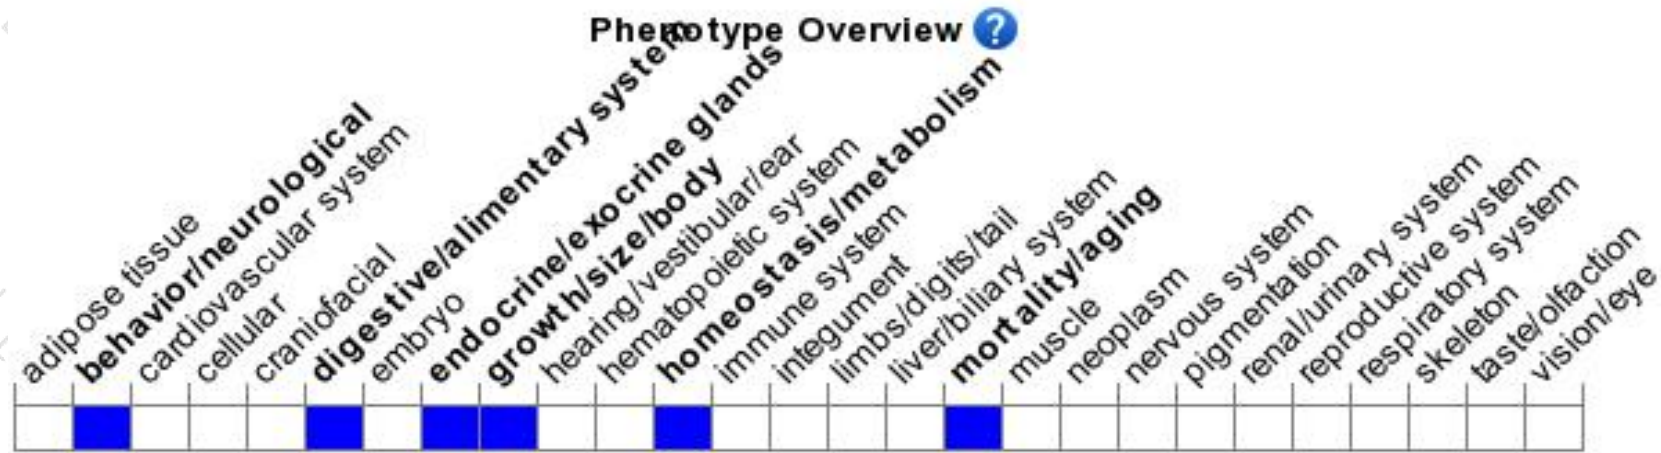 Phenotype Overview ?
adipose tissue
behavior/neurological
cardiovascular system
cellular
craniofacial
digestive/alimentary system
embryo
endocrine/exocrine glands
growth/size/body
hearing/vestibular/ear
hematopoietic system
homeostasis/metabolism
immune system
integument
limbs/digits/tail
liver/biliary system
mortality/aging
muscle
neoplasm
nervous system
pigmentation
renal/urinary system
reproductive system
respiratory system
skeleton
taste/olfaction
vision/eye